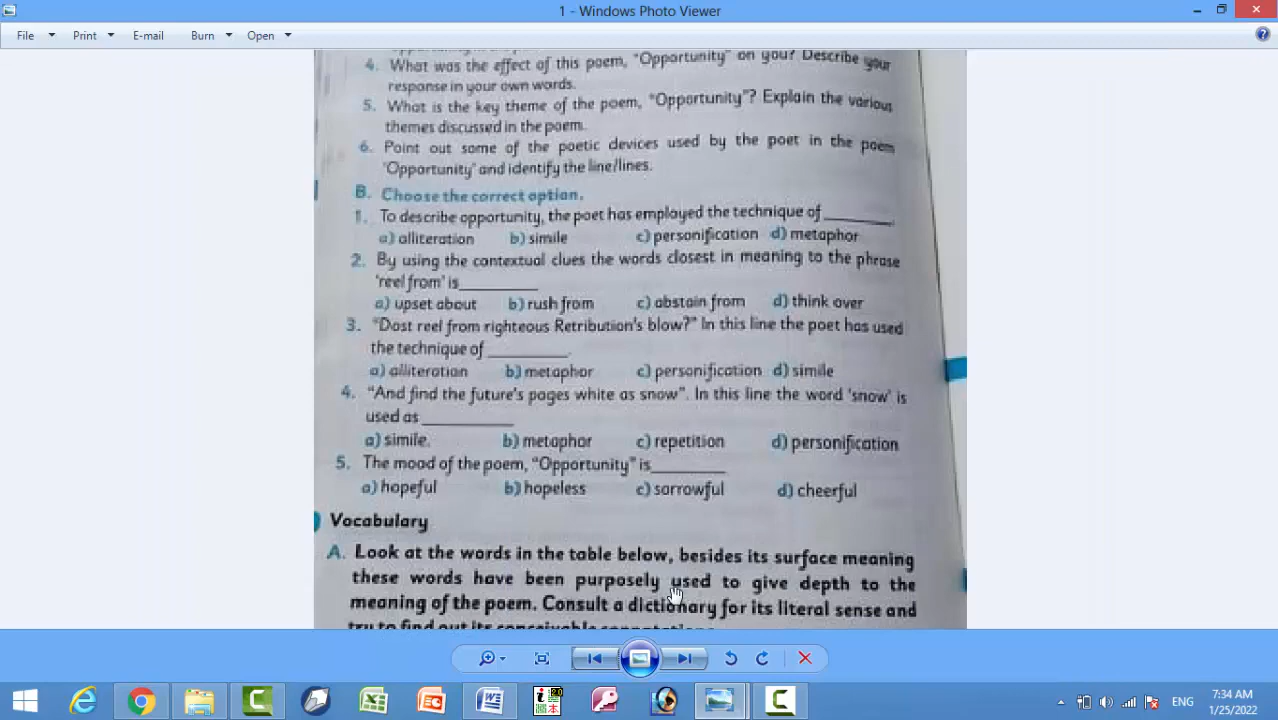 1 - Windows Photo Viewer
File Print E-mail Burn Open
4. What was the effect of this poem, "Opportunity" on you? Describe your
response in your own words.
5. What is the key theme of the poem, "Opportunity"? Explain the various
themes discussed in the poem.
6. Point out some of the poetic devices used by the poet in the poem
'Opportunity' and identify the line/lines.
B. Choose the correct option.
1. To describe opportunity, the poet has employed the technique of ________.
a) alliteration b) simile c) personification d) metaphor
2. By using the contextual clues the words closest in meaning to the phrase
'reel from' is________
a) upset about b) rush from c) abstain from d) think over
3. "Dost reel from righteous Retribution's blow?" In this line the poet has used
the technique of ________.
a) alliteration b) metaphor c) personification d) simile
4. "And find the future's pages white as snow". In this line the word 'snow' is
used as ________
a) simile. b) metaphor c) repetition d) personification
5. The mood of the poem, "Opportunity" is________
a) hopeful b) hopeless c) sorrowful d) cheerful
Vocabulary
A. Look at the words in the table below, besides its surface meaning
these words have been purposely used to give depth to the
meaning of the poem. Consult a dictionary for its literal sense and
try to find out its conceivable connotations
ENG
7:34 AM
1/25/2022